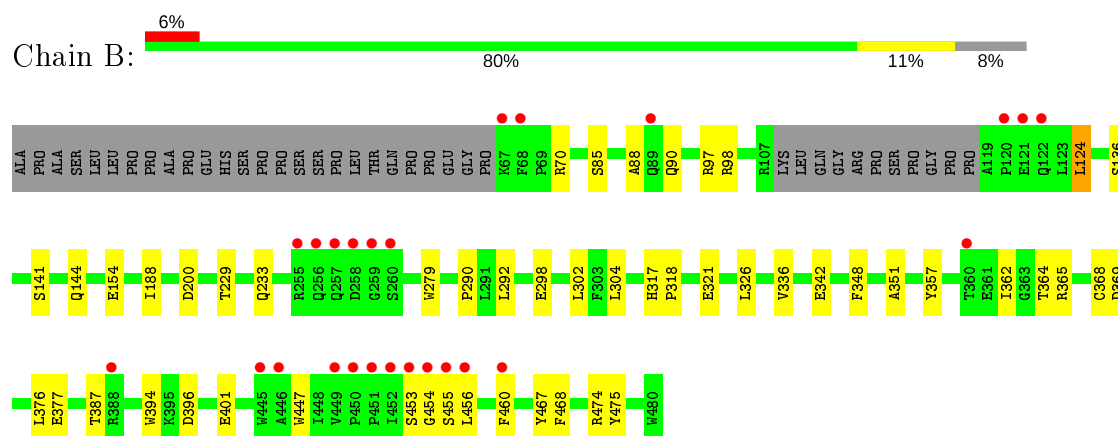 6%
Chain B:
80% 11% 8%
ALA PRO ALA SER LEU LEU PRO PRO ALA PRO GLU HIS SER PRO PRO SER SER PRO LEU THR GLN PRO PRO GLU GLY PRO K67 F68 P69 R70 S85 A88 Q89 Q90 R97 R98 R107 LYS LEU GLN GLY ARG PRO SER PRO GLY PRO PRO A119 P120 E121 Q122 L123 L124 S136
S141 Q144 E154 I188 D200 T229 Q233 R255 Q256 Q257 D258 G259 S260 W279 P290 L291 L292 E298 L302 F303 L304 H317 P318 E321 L326 V336 E342 F348 A351 Y357 T360 E361 I362 G363 T364 R365 C368
L376 E377 T387 R388 W394 K395 D396 E401 W445 A446 W447 I448 V449 P450 P451 I452 S453 G454 S455 L456 F460 Y467 F468 R474 Y475 W480